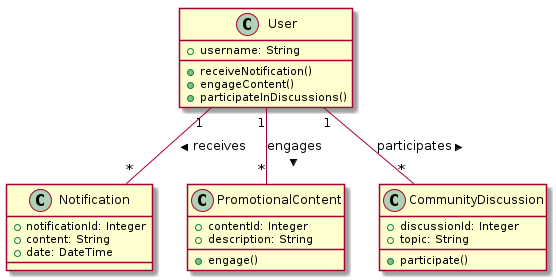 C User
username: String
receiveNotification()
engageContent()
participateInDiscussions()
1 1 1
◀ receives engages participates ▶
▼
* * *
C Notification
notificationId: Integer
content: String
date: DateTime
C PromotionalContent
contentId: Integer
description: String
engage()
C CommunityDiscussion
discussionId: Integer
topic: String
participate()